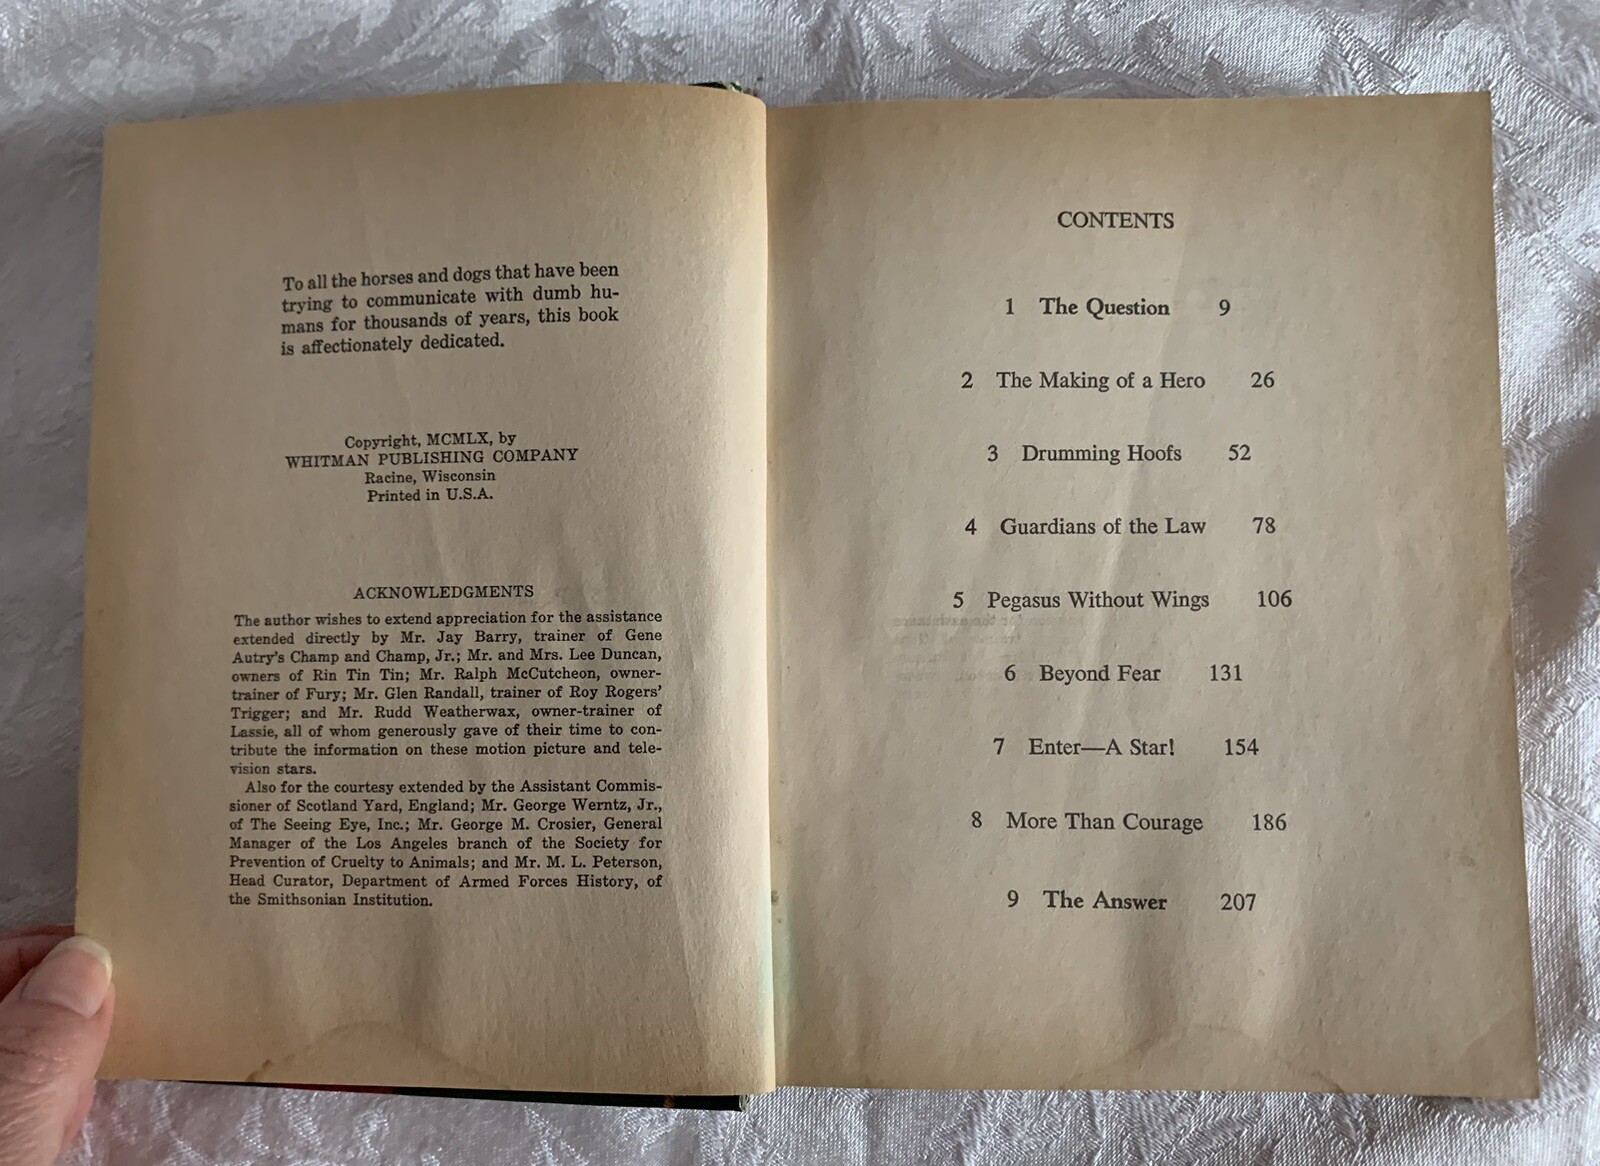 To all the horses and dogs that have been
trying to communicate with dumb hu-
mans for thousands of years, this book
is affectionately dedicated.
Copyright, MCMLX, by
WHITMAN PUBLISHING COMPANY
Racine, Wisconsin
Printed in U.S.A.
ACKNOWLEDGMENTS
The author wishes to extend appreciation for the assistance
extended directly by Mr. Jay Barry, trainer of Gene
Autry's Champ and Champ, Jr.; Mr. and Mrs. Lee Duncan,
owners of Rin Tin Tin; Mr. Ralph McCutcheon, owner-
trainer of Fury; Mr. Glen Randall, trainer of Roy Rogers'
Trigger; and Mr. Rudd Weatherwax, owner-trainer of
Lassie, all of whom generously gave of their time to con-
tribute the information on these motion picture and tele-
vision stars.
Also for the courtesy extended by the Assistant Commis-
sioner of Scotland Yard, England; Mr. George Werntz, Jr.,
of The Seeing Eye, Inc.; Mr. George M. Crosier, General
Manager of the Los Angeles branch of the Society for
Prevention of Cruelty to Animals; and Mr. M. L. Peterson,
Head Curator, Department of Armed Forces History, of
the Smithsonian Institution.
CONTENTS
1 The Question 9
2 The Making of a Hero 26
3 Drumming Hoofs 52
4 Guardians of the Law 78
5 Pegasus Without Wings 106
6 Beyond Fear 131
7 Enter—A Star! 154
8 More Than Courage 186
9 The Answer 207